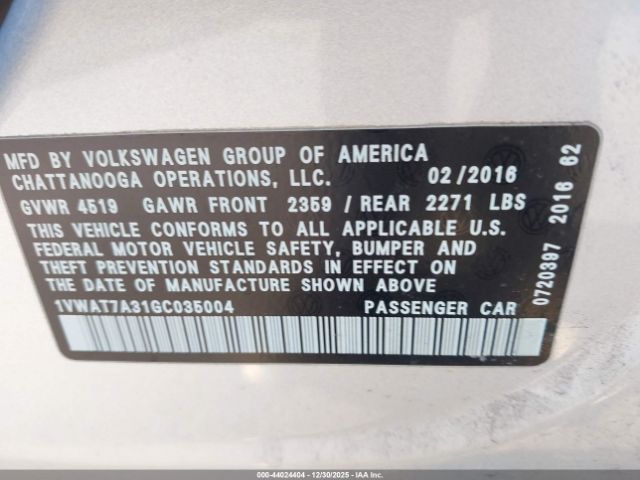 MFD BY VOLKSWAGEN GROUP OF AMERICA
CHATTANOOGA OPERATIONS, LLC. 02/2016
GVWR 4519 GAWR FRONT 2359 / REAR 2271 LBS
THIS VEHICLE CONFORMS TO ALL APPLICABLE U.S.
FEDERAL MOTOR VEHICLE SAFETY, BUMPER AND
THEFT PREVENTION STANDARDS IN EFFECT ON
THE DATE OF MANUFACTURE SHOWN ABOVE.
1VWAT7A31GC035004 PASSENGER CAR
0720397 2016 62
000-44024404 - 12/30/2025 - IAA Inc.